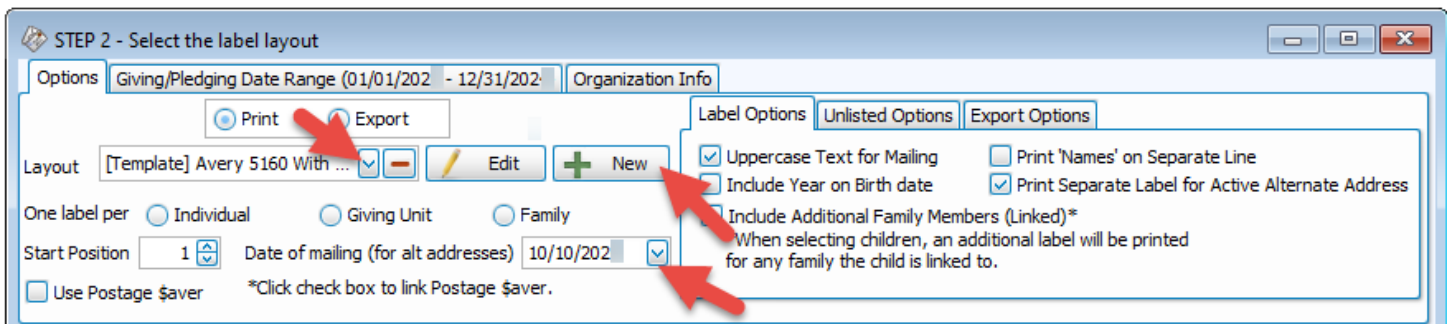 STEP 2 - Select the label layout
Options Giving/Pledging Date Range (01/01/202 - 12/31/202 Organization Info
Print Export
Layout [Template] Avery 5160 With ... Edit New
One label per Individual Giving Unit Family
Start Position 1 Date of mailing (for alt addresses) 10/10/202
Use Postage $aver *Click check box to link Postage $aver.
Label Options Unlisted Options Export Options
Uppercase Text for Mailing Print 'Names' on Separate Line
Include Year on Birth date Print Separate Label for Active Alternate Address
Include Additional Family Members (Linked)*
*When selecting children, an additional label will be printed
for any family the child is linked to.